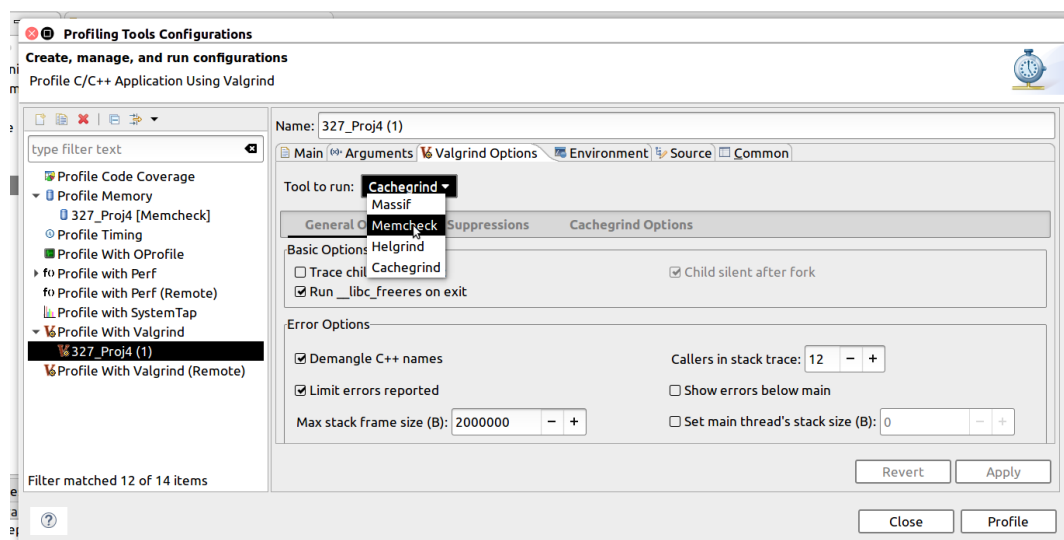 Profiling Tools Configurations
Create, manage, and run configurations
Profile C/C++ Application Using Valgrind
type filter text
Profile Code Coverage
Profile Memory
327_Proj4 [Memcheck]
Profile Timing
Profile With OProfile
Profile with Perf
Profile with Perf (Remote)
Profile with SystemTap
Profile With Valgrind
327_Proj4 (1)
Profile With Valgrind (Remote)
Filter matched 12 of 14 items
Name: 327_Proj4 (1)
Main Arguments Valgrind Options Environment Source Common
Tool to run: Cachegrind
Massif
Memcheck
Helgrind
Cachegrind
General O Suppressions Cachegrind Options
Basic Options
Trace chil Child silent after fork
Run __libc_freeres on exit
Error Options
Demangle C++ names Callers in stack trace: 12 − +
Limit errors reported Show errors below main
Max stack frame size (B): 2000000 − + Set main thread's stack size (B): 0 − +
Revert Apply
? Close Profile